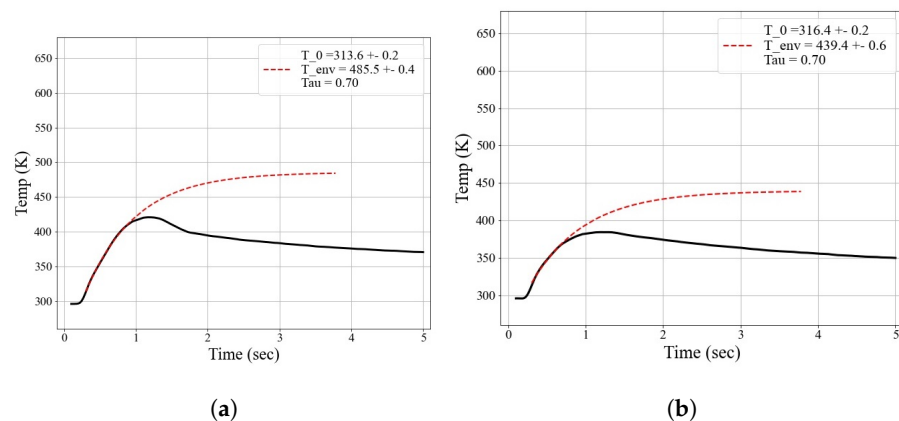 T_0 =313.6 +- 0.2
T_env = 485.5 +- 0.4
Tau = 0.70
650
600
550
500
450
400
350
300
Temp (K)
0 1 2 3 4 5
Time (sec)
(a)
T_0 =316.4 +- 0.2
T_env = 439.4 +- 0.6
Tau = 0.70
650
600
550
500
450
400
350
300
Temp (K)
0 1 2 3 4 5
Time (sec)
(b)